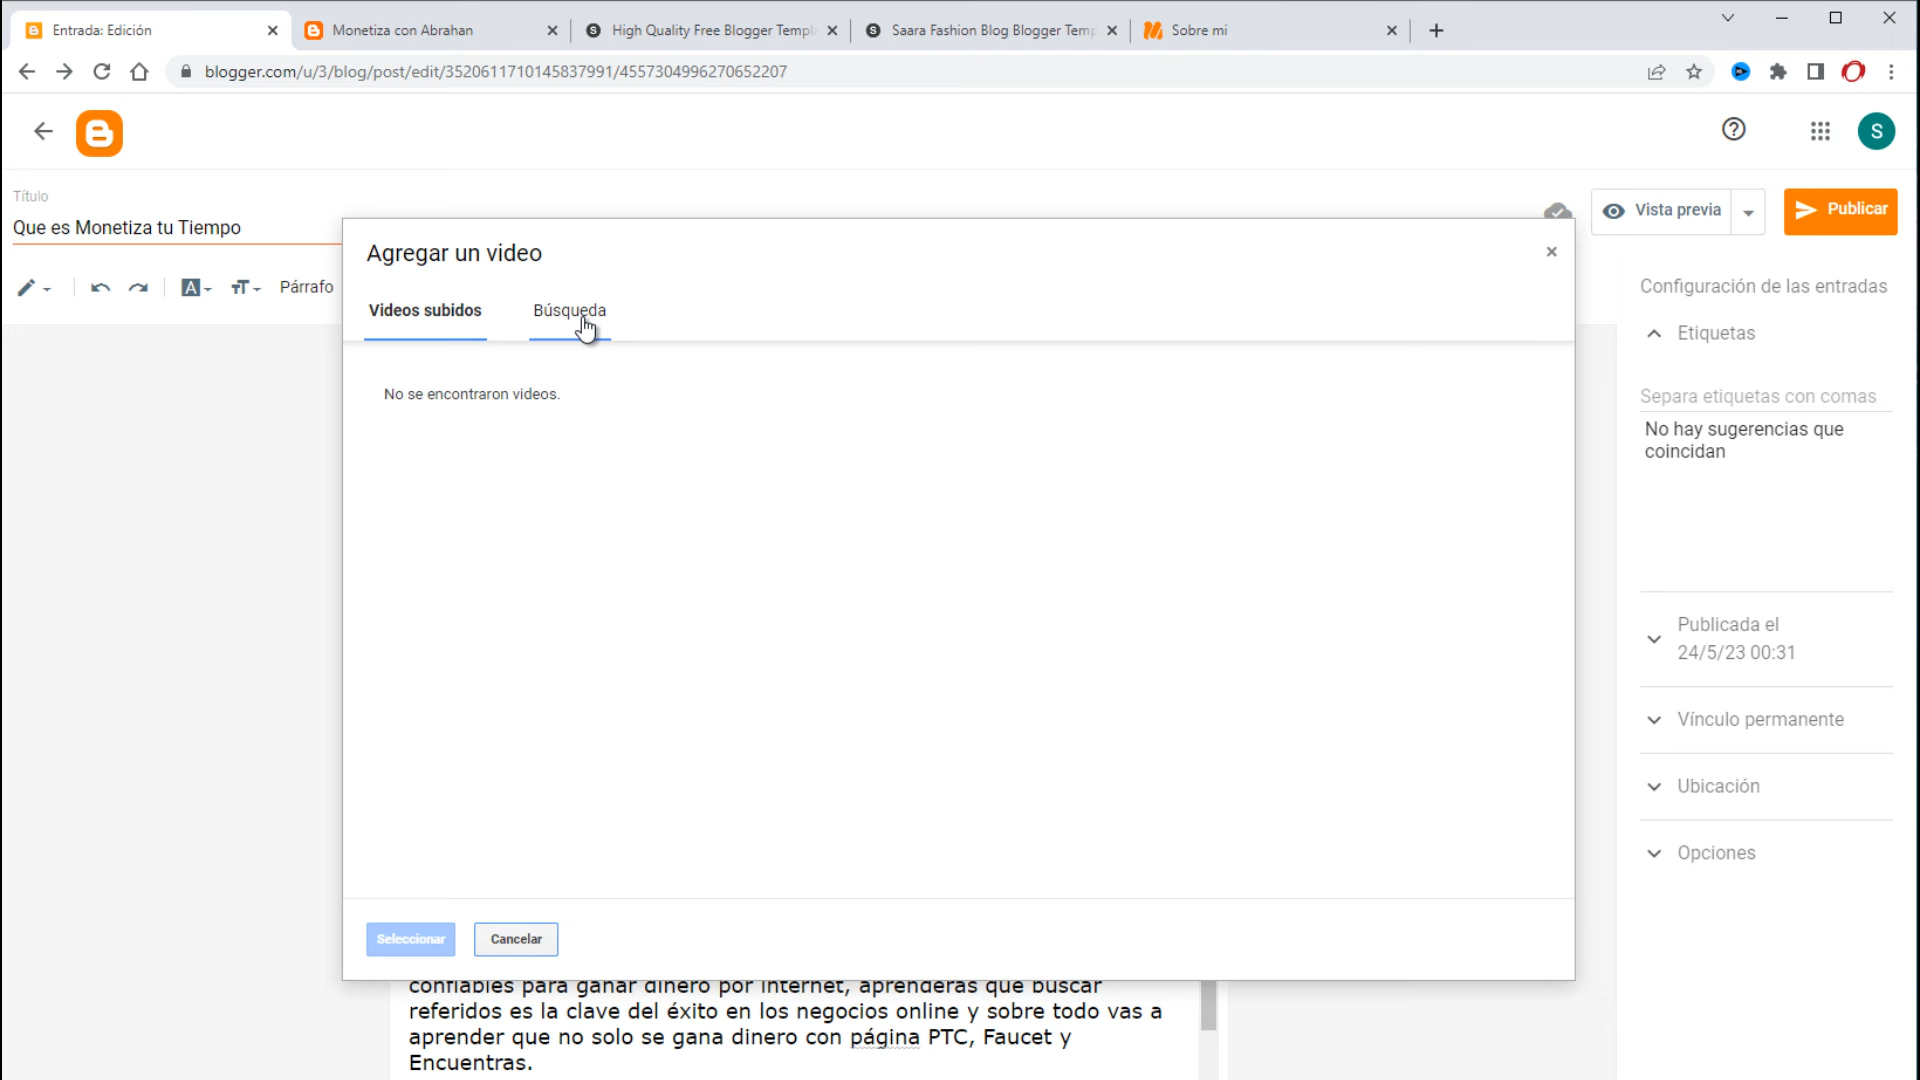 Entrada: Edición
Monetiza con Abrahan
High Quality Free Blogger Templ
Saara Fashion Blog Blogger Temp
Sobre mi
blogger.com/u/3/blog/post/edit/3520611710145837991/4557304996270652207
S
Título
Que es Monetiza tu Tiempo
Vista previa
Publicar
Agregar un video
Párrafo
Videos subidos
Búsqueda
No se encontraron videos.
Configuración de las entradas
Etiquetas
Separa etiquetas con comas
No hay sugerencias que
coincidan
Publicada el
24/5/23 00:31
Vínculo permanente
Ubicación
Opciones
Seleccionar
Cancelar
confiables para ganar dinero por internet, aprenderás que buscar
referidos es la clave del éxito en los negocios online y sobre todo vas a
aprender que no solo se gana dinero con página PTC, Faucet y
Encuentras.